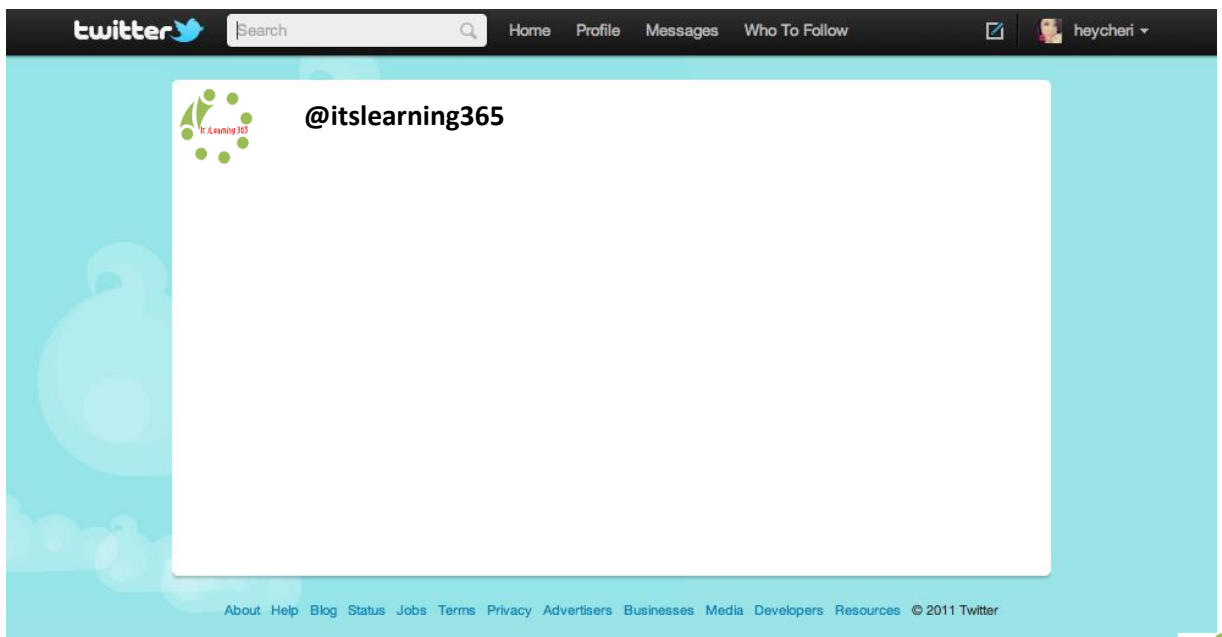 twitter Search Home Profile Messages Who To Follow heycheri
@itslearning365
It' iLearning 365
About Help Blog Status Jobs Terms Privacy Advertisers Businesses Media Developers Resources © 2011 Twitter